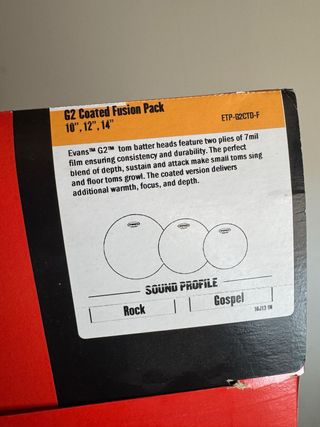 G2 Coated Fusion Pack
10", 12", 14"
ETP-G2CTD-F
Evans™ G2™ tom batter heads feature two plies of 7mil
film ensuring consistency and durability. The perfect
blend of depth, sustain and attack make small toms sing
and floor toms growl. The coated version delivers
additional warmth, focus, and depth.
SOUND PROFILE
Rock
Gospel